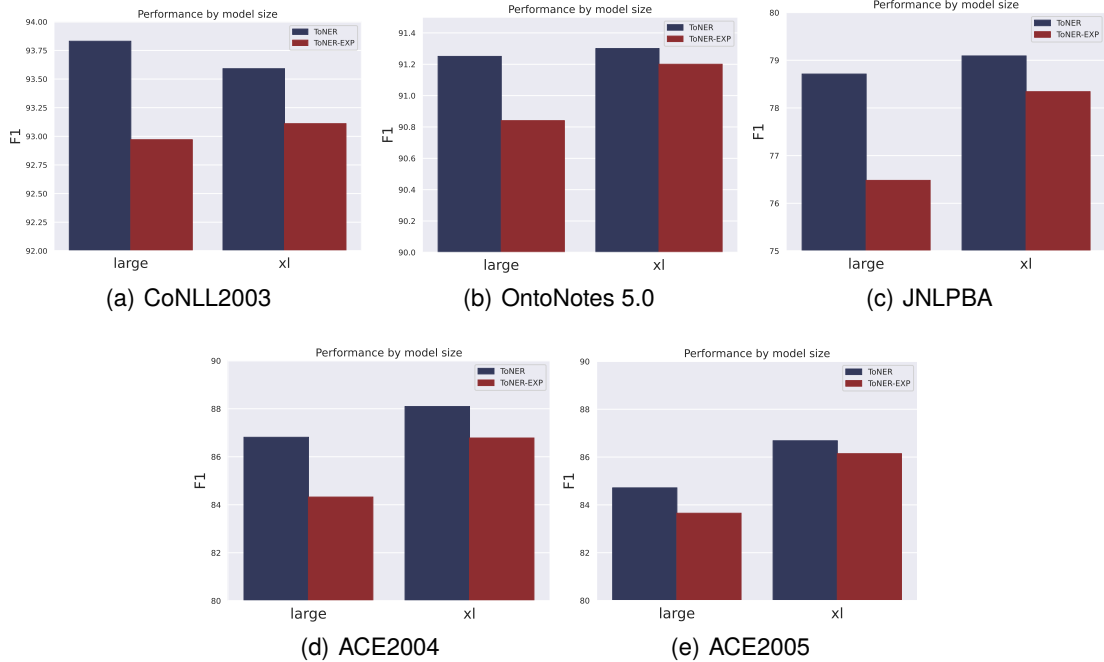 Performance by model size
94.00
93.75
93.50
93.25
93.00
92.75
92.50
92.25
92.00
F1
ToNER
ToNER-EXP
large
xl
(a) CoNLL2003
Performance by model size
91.4
91.2
91.0
90.8
90.6
90.4
90.2
90.0
F1
ToNER
ToNER-EXP
large
xl
(b) OntoNotes 5.0
Performance by model size
80
79
78
77
76
75
F1
ToNER
ToNER-EXP
large
xl
(c) JNLPBA
Performance by model size
90
88
86
84
82
80
F1
ToNER
ToNER-EXP
large
xl
(d) ACE2004
Performance by model size
90
88
86
84
82
80
F1
ToNER
ToNER-EXP
large
xl
(e) ACE2005